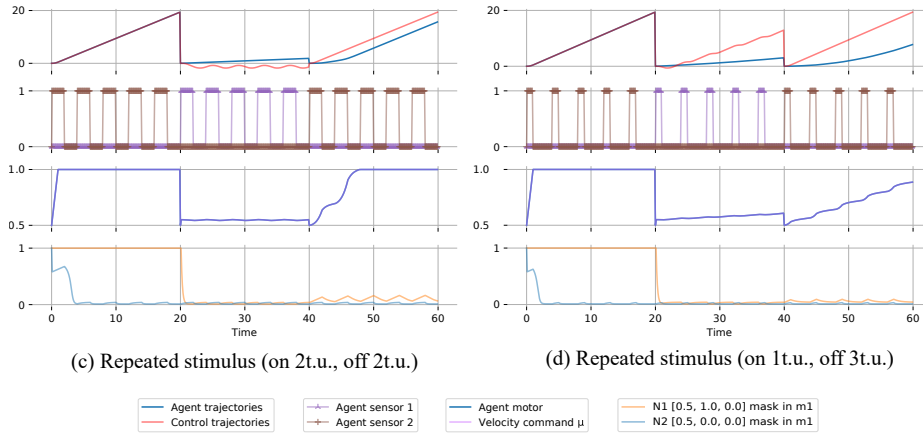 20
0
1
0
1.0
0.5
1
0
0 10 20 30 40 50 60
Time
(c) Repeated stimulus (on 2t.u., off 2t.u.)
20
0
1
0
1.0
0.5
1
0
0 10 20 30 40 50 60
Time
(d) Repeated stimulus (on 1t.u., off 3t.u.)
Agent trajectories
Control trajectories
Agent sensor 1
Agent sensor 2
Agent motor
Velocity command μ
N1 [0.5, 1.0, 0.0] mask in m1
N2 [0.5, 0.0, 0.0] mask in m1